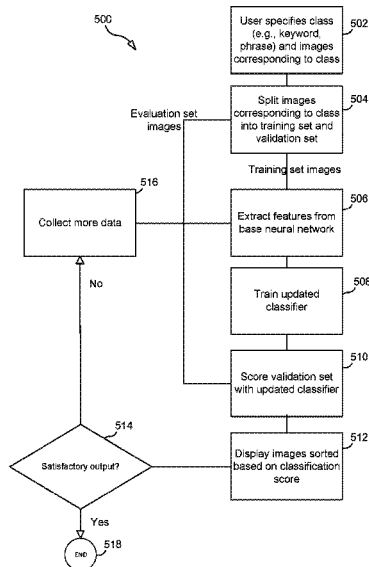 500
User specifies class
(e.g., keyword,
phrase) and images
corresponding to class
502
Evaluation set
images
Split images
corresponding to class
into training set and
validation set
504
Training set images
516
Collect more data
Extract features from
base neural network
506
No
Train updated
classifier
508
Score validation set
with updated classifier
510
514
Satisfactory output?
Display images sorted
based on classification
score
512
Yes
END
518